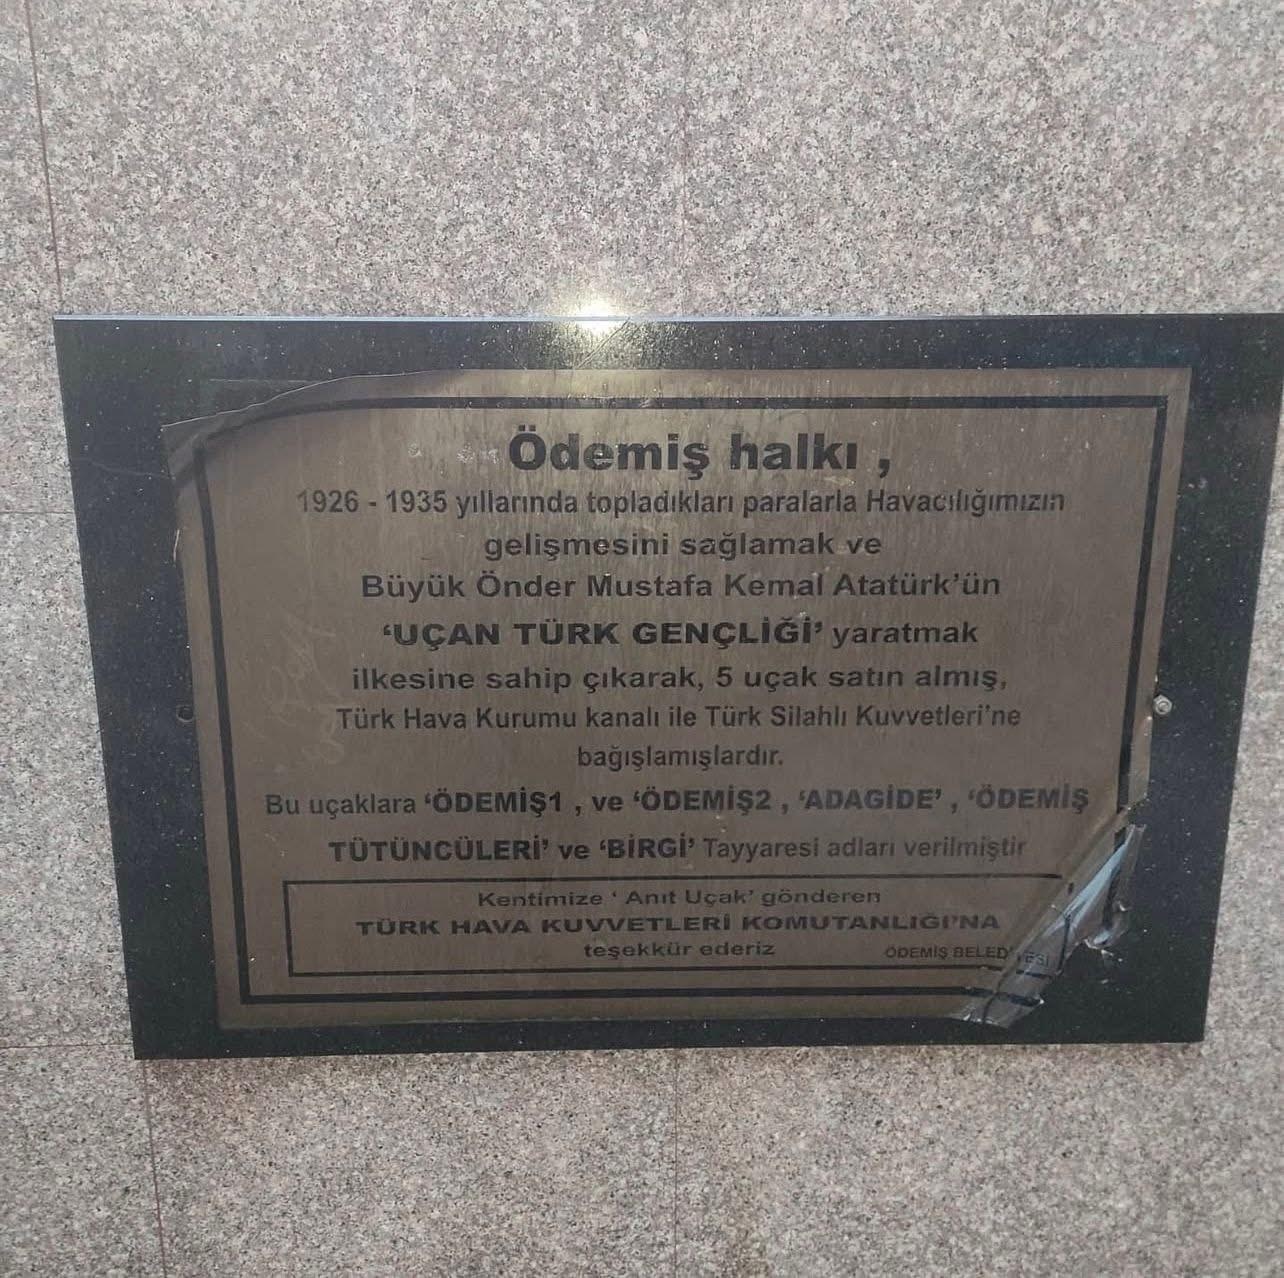 Ödemiş halkı ,
1926 - 1935 yıllarında topladıkları paralarla Havacılığımızın
gelişmesini sağlamak ve
Büyük Önder Mustafa Kemal Atatürk'ün
'UÇAN TÜRK GENÇLİĞİ' yaratmak
ilkesine sahip çıkarak, 5 uçak satın almış,
Türk Hava Kurumu kanalı ile Türk Silahlı Kuvvetleri'ne
bağışlamışlardır.
Bu uçaklara 'ÖDEMİŞ1 , ve 'ÖDEMİŞ2 , 'ADAGİDE' , 'ÖDEMİŞ
TÜTÜNCÜLERİ' ve 'BİRGİ' Tayyaresi adları verilmiştir
Kentimize ' Anıt Uçak' gönderen
TÜRK HAVA KUVVETLERİ KOMUTANLIĞI'NA
teşekkür ederiz
ÖDEMİŞ BELEDİYESİ